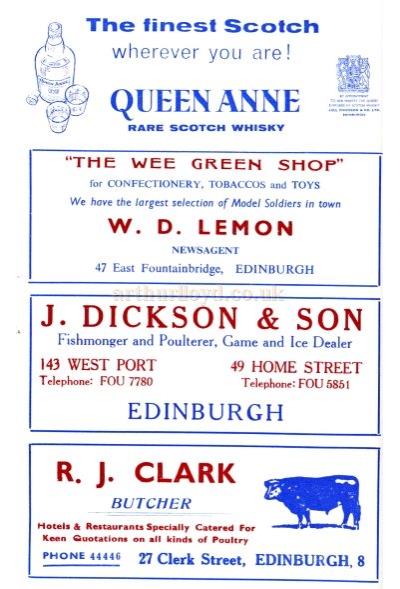 The finest Scotch
wherever you are!
QUEEN ANNE
RARE SCOTCH WHISKY
"THE WEE GREEN SHOP"
for CONFECTIONERY, TOBACCOS and TOYS
We have the largest selection of Model Soldiers in town
W. D. LEMON
NEWSAGENT
47 East Fountainbridge, EDINBURGH
arthurlloyd.co.uk
J. DICKSON & SON
Fishmonger and Poulterer, Game and Ice Dealer
143 WEST PORT 49 HOME STREET
Telephone: FOU 7780 Telephone: FOU 5851
EDINBURGH
R. J. CLARK
BUTCHER
Hotels & Restaurants Specially Catered For
Keen Quotations on all kinds of Poultry
PHONE 44446 27 Clerk Street, EDINBURGH, 8